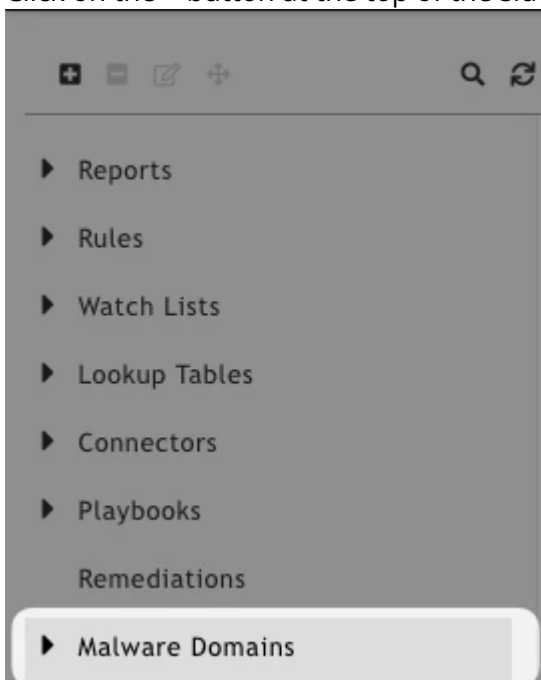 Reports
Rules
Watch Lists
Lookup Tables
Connectors
Playbooks
Remediations
Malware Domains